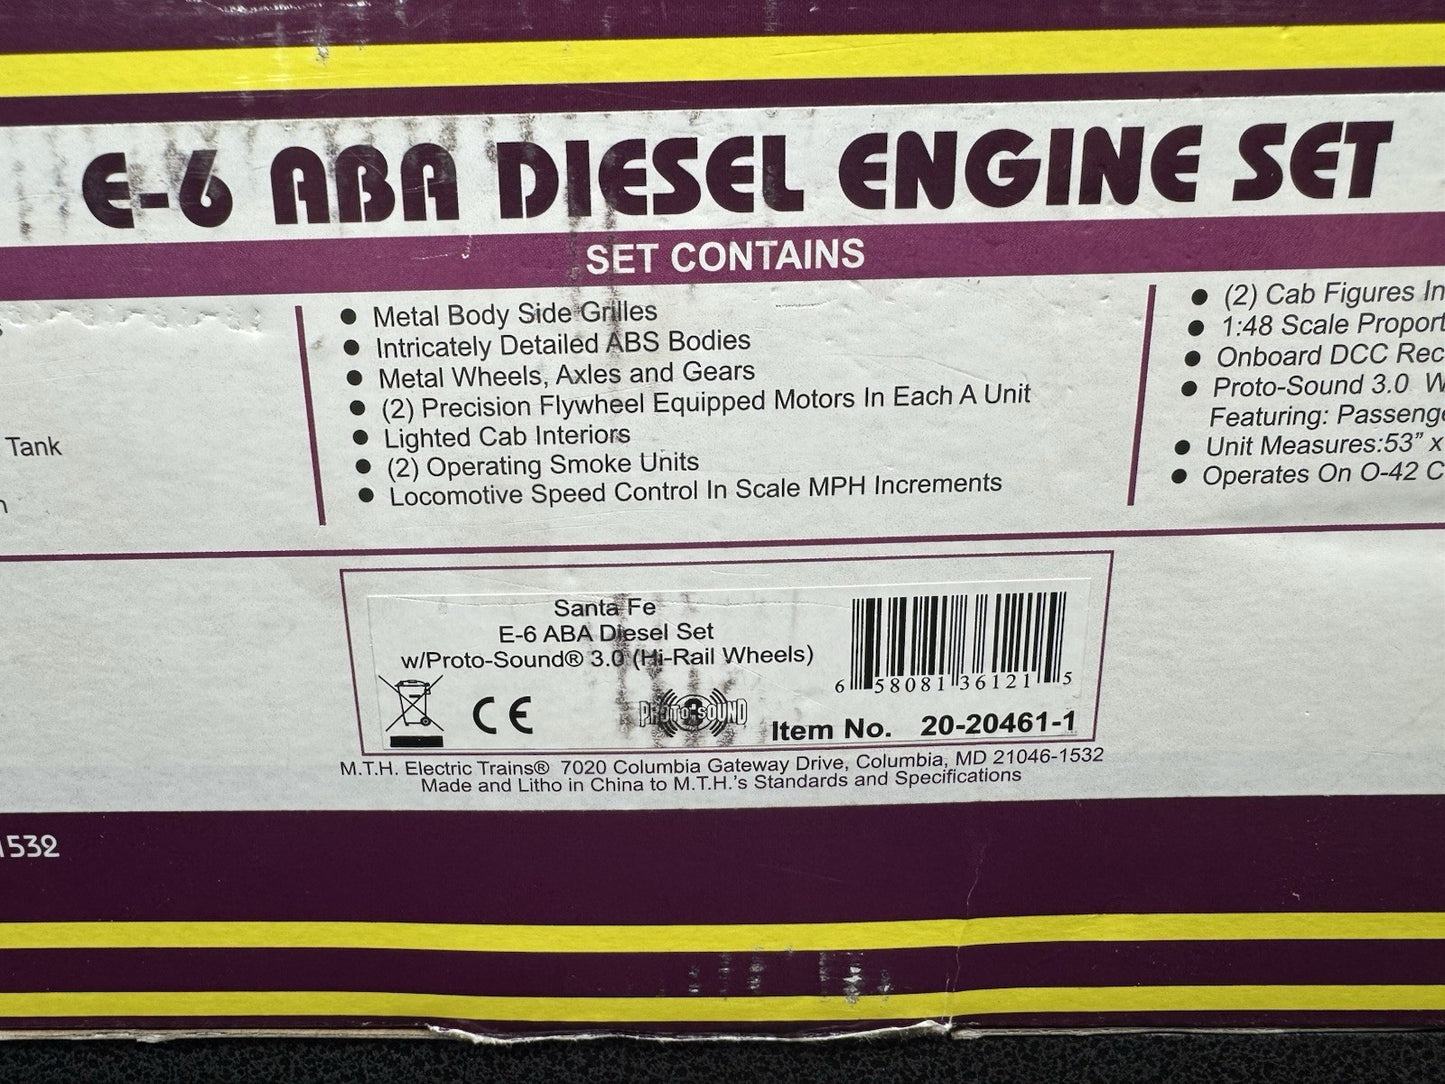 E-6 ABA DIESEL ENGINE SET
SET CONTAINS
Tank
Metal Body Side Grilles
Intricately Detailed ABS Bodies
Metal Wheels, Axles and Gears
(2) Precision Flywheel Equipped Motors In Each A Unit
Lighted Cab Interiors
(2) Operating Smoke Units
Locomotive Speed Control In Scale MPH Increments
(2) Cab Figures In
1:48 Scale
Onboard DCC
Proto-Sound 3.0
Featuring:
Unit Measures:53” x
Operates On O-42
Santa Fe
E-6 ABA Diesel Set
w/Proto-Sound® 3.0 (Hi-Rail Wheels)
6 58081 36121 5
CE
PROTO-SOUND
3
Item No. 20-20461-1
M.T.H. Electric Trains® 7020 Columbia Gateway Drive, Columbia, MD 21046-1532
Made and Litho in China to M.T.H.'s Standards and Specifications
1532